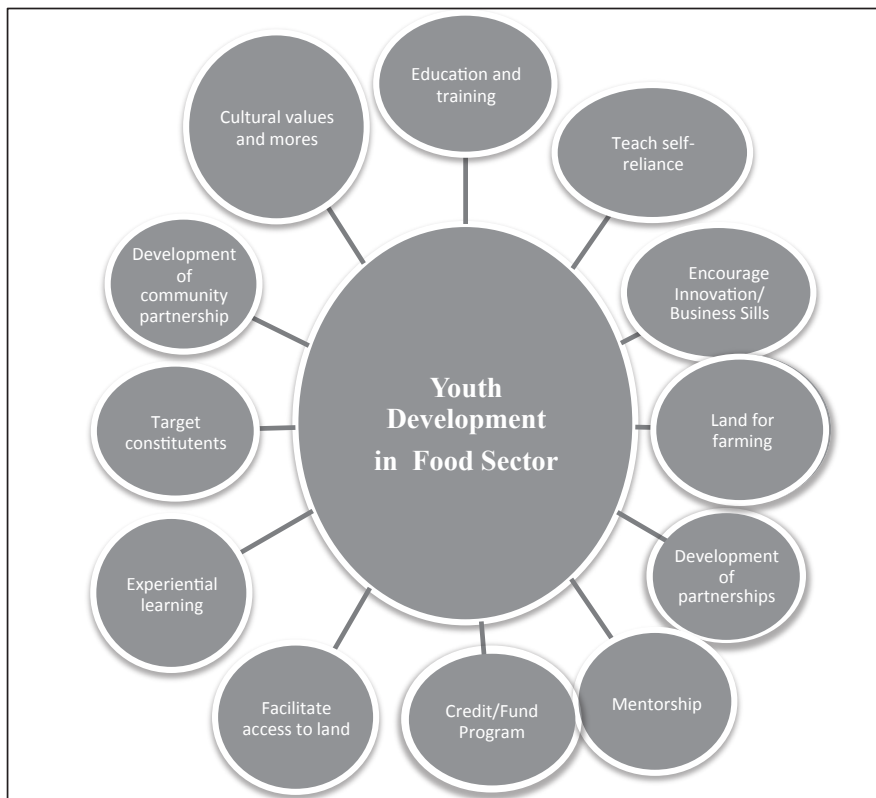 Education and
training
Teach self-
reliance
Encourage
Innovation/
Business Sills
Land for
farming
Development
of
partnerships
Mentorship
Credit/Fund
Program
Facilitate
access to land
Experiential
learning
Target
constitutents
Development
of
community
partnership
Cultural values
and mores
Youth
Development
in Food Sector